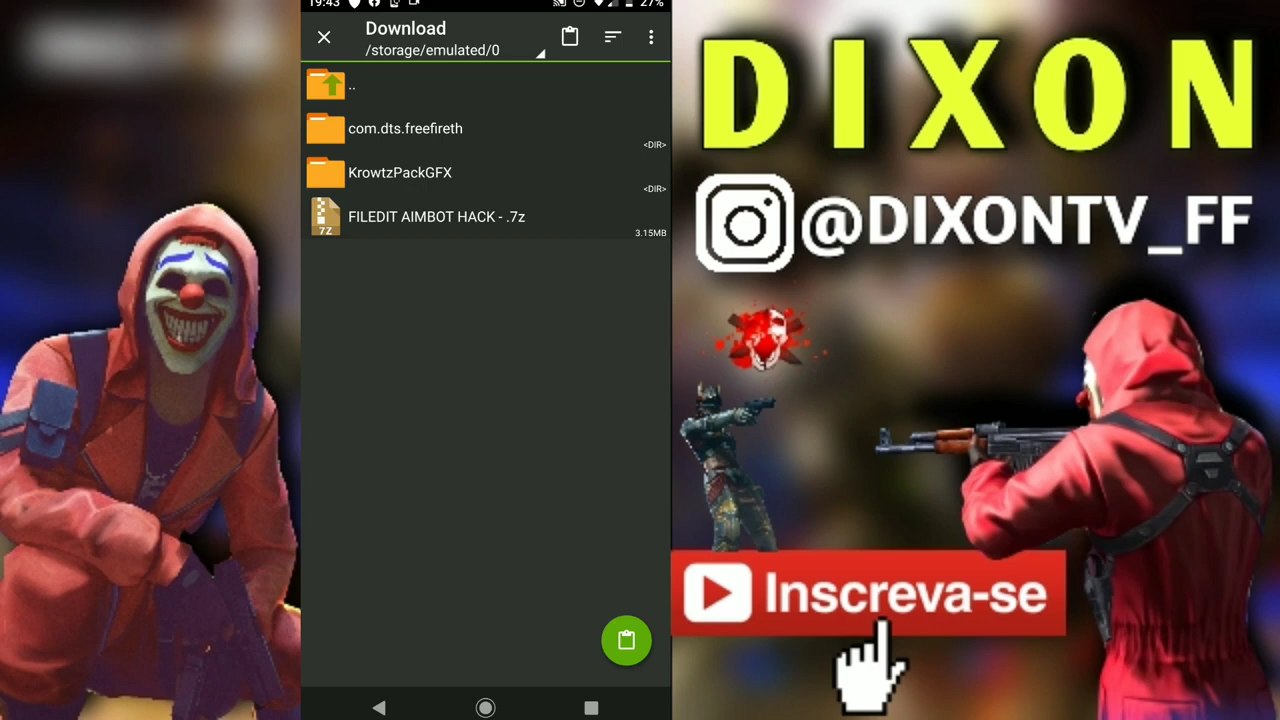 19:43
27%
Download
/storage/emulated/0
..
com.dts.freefireth
<DIR>
KrowtzPackGFX
<DIR>
7Z
FILEDIT AIMBOT HACK - .7z
3.15MB
DIXON
@DIXONTV_FF
Inscreva-se